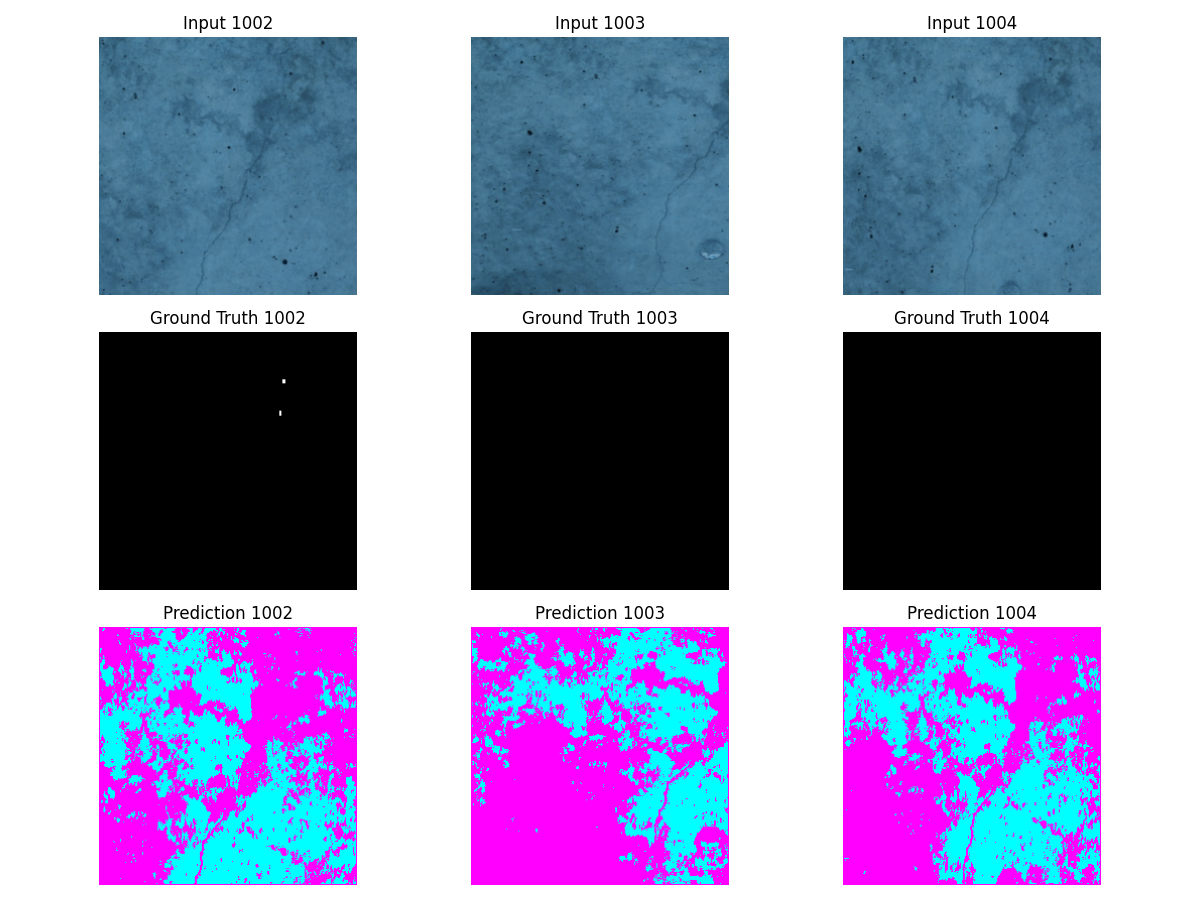 Input 1002
Input 1003
Input 1004
Ground Truth 1002
Ground Truth 1003
Ground Truth 1004
Prediction 1002
Prediction 1003
Prediction 1004